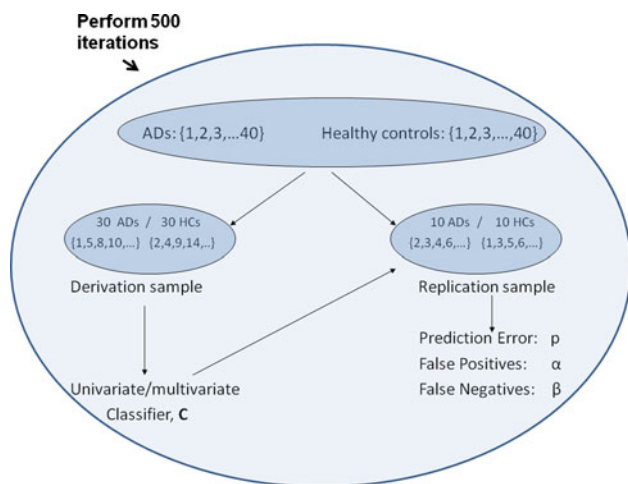 Perform 500
iterations
ADs: {1,2,3,...40} Healthy controls: {1,2,3,...,40}
30 ADs / 30 HCs
{1,5,8,10,...} {2,4,9,14,..}
10 ADs / 10 HCs
{2,3,4,6,...} {1,3,5,6,...}
Derivation sample
Replication sample
Prediction Error: p
False Positives: α
False Negatives: β
Univariate/multivariate
Classifier, C